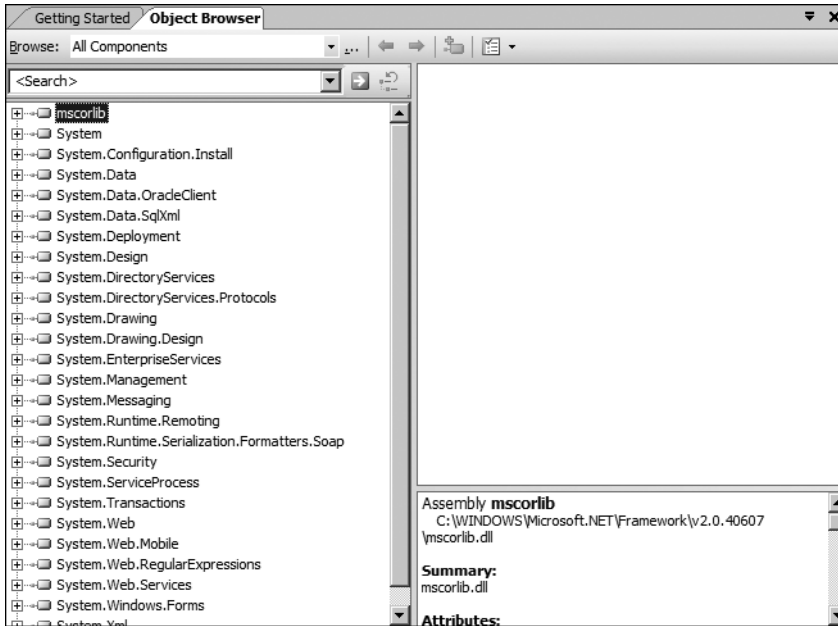 Getting Started
Object Browser
Browse: All Components
...
<Search>
mscorlib
System
System.Configuration.Install
System.Data
System.Data.OracleClient
System.Data.SqlXml
System.Deployment
System.Design
System.DirectoryServices
System.DirectoryServices.Protocols
System.Drawing
System.Drawing.Design
System.EnterpriseServices
System.Management
System.Messaging
System.Runtime.Remoting
System.Runtime.Serialization.Formatters.Soap
System.Security
System.ServiceProcess
System.Transactions
System.Web
System.Web.Mobile
System.Web.RegularExpressions
System.Web.Services
System.Windows.Forms
System.Xml
Assembly mscorlib
C:\WINDOWS\Microsoft.NET\Framework\v2.0.40607
\mscorlib.dll
Summary:
mscorlib.dll
Attributes: